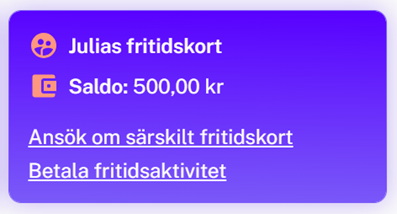 Julias fritidskort
Saldo: 500,00 kr
Ansök om särskilt fritidskort
Betala fritidsaktivitet